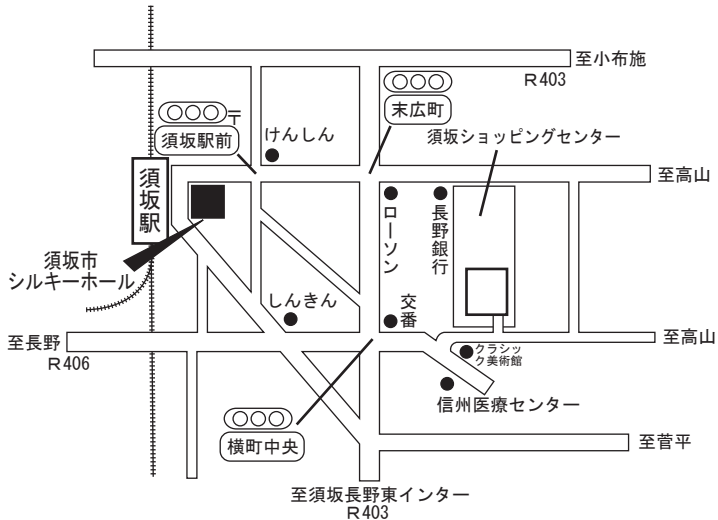 至小布施
R403
末広町
〒
須坂駅前
けんしん
須坂ショッピングセンター
須坂駅
至高山
ローソン
長野銀行
須坂市
シルキーホール
しんきん
交番
至長野
R406
至高山
クラシッ
ク美術館
信州医療センター
横町中央
至菅平
至須坂長野東インター
R403